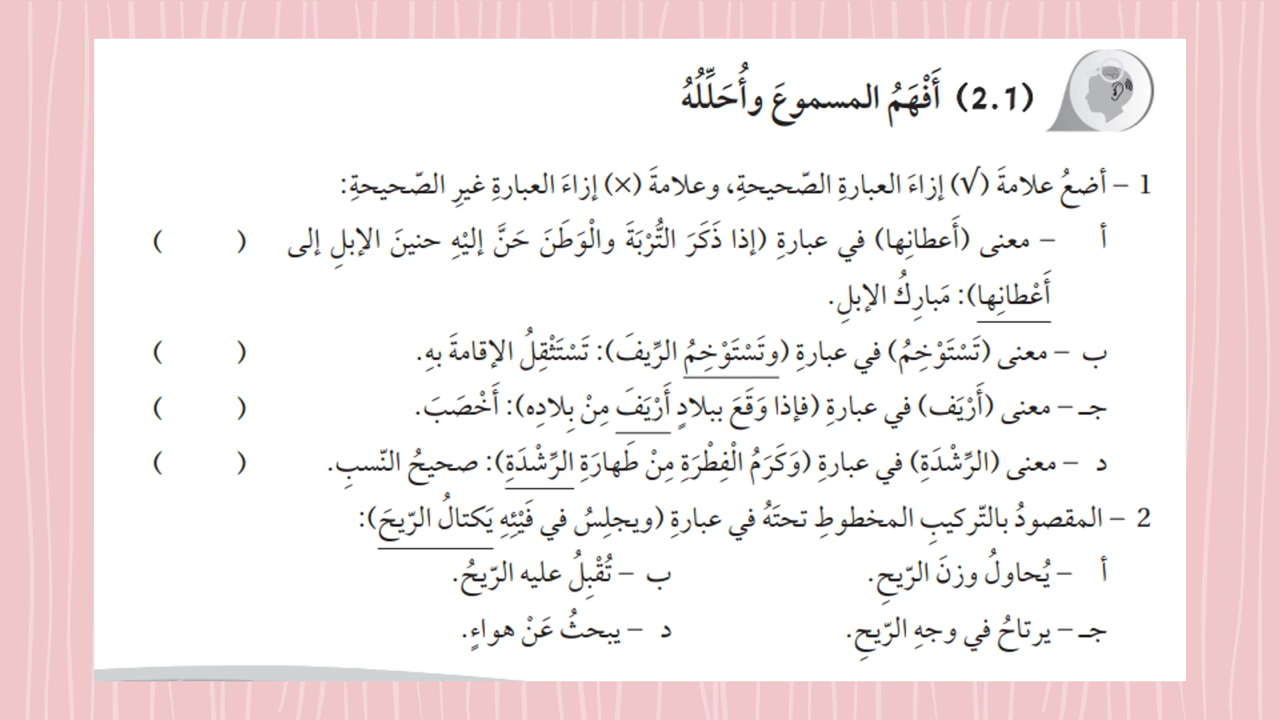 (2.1) أَفْهَمُ المسموعَ وأُحَلِّلُهُ
1 – أضعُ علامةَ (√) إزاءَ العبارةِ الصّحيحةِ، وعلامةَ (×) إزاءَ العبارةِ غيرِ الصّحيحةِ:
أ – معنى (أَعطانِها) في عبارةِ (إذا ذَكَرَ التُّرْبَةَ والْوَطَنَ حَنَّ إليْهِ حنينَ الإبلِ إلى ( )
أَعْطانِها): مَبارِكُ الإبلِ.
ب – معنى (تَسْتَوْخِمُ) في عبارةِ (وتَسْتَوْخِمُ الرِّيفَ): تَسْتَثْقِلُ الإقامةَ بهِ. ( )
جـ – معنى (أَرْيَف) في عبارةِ (فإذا وَقَعَ ببلادٍ أَرْيَفَ مِنْ بِلادِه): أَخْصَبَ. ( )
د – معنى (الرِّشْدَةِ) في عبارةِ (وَكَرَمُ الْفِطْرَةِ مِنْ طَهارَةِ الرِّشْدَةِ): صحيحُ النّسبِ. ( )
2 – المقصودُ بالتّركيبِ المخطوطِ تحتَهُ في عبارةِ (ويجلِسُ في فَيْئِهِ يَكتالُ الرّيحَ):
أ – يُحاولُ وزنَ الرّيحِ. ب – تُقْبِلُ عليه الرّيحُ.
جـ – يرتاحُ في وجهِ الرّيحِ. د – يبحثُ عَنْ هواءٍ.